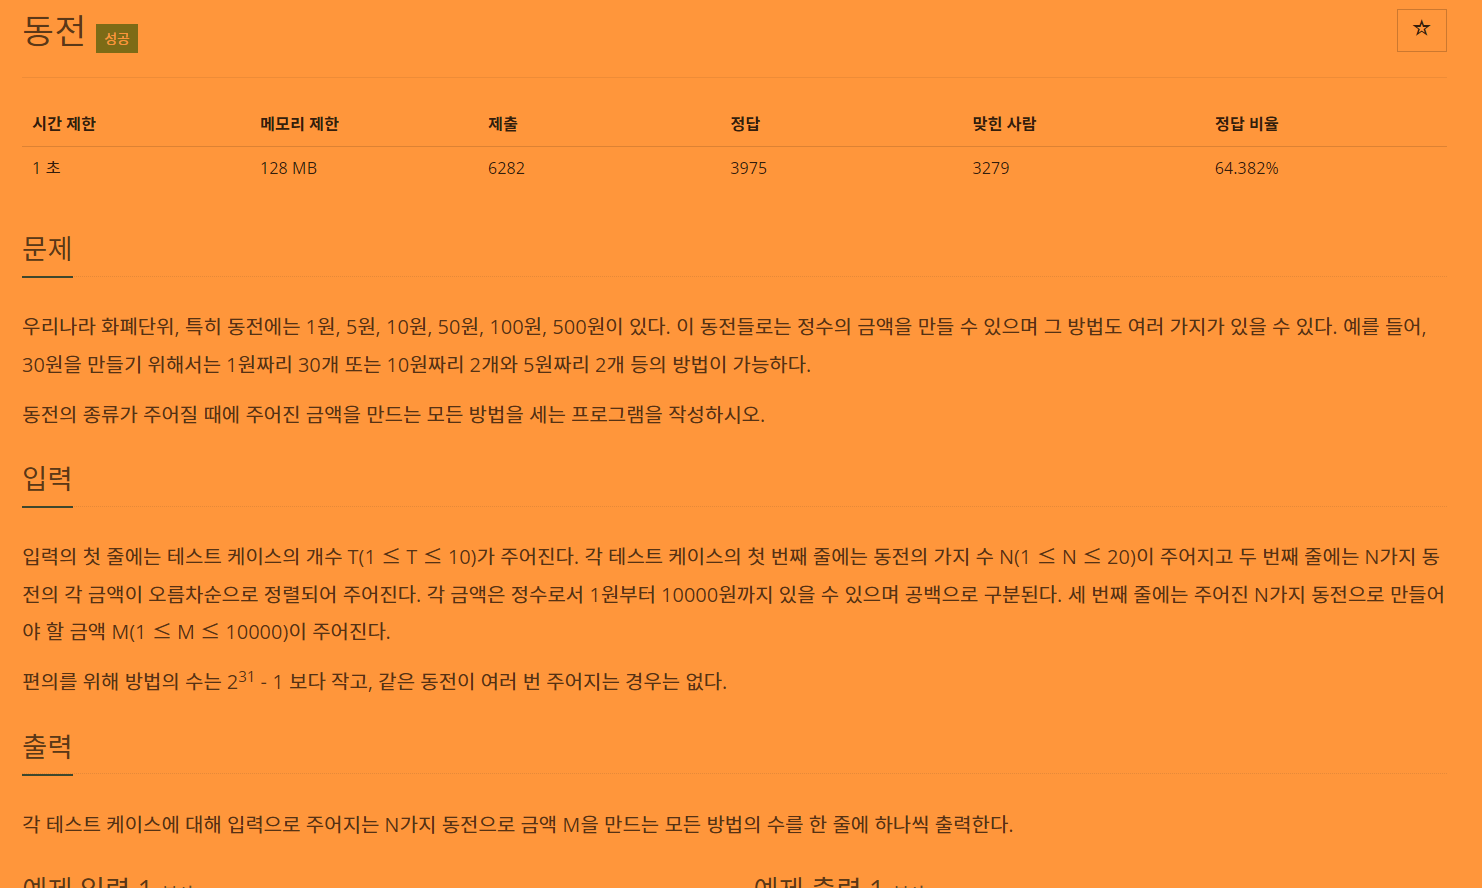 동전 성공
☆
시간 제한 메모리 제한 제출 정답 맞힌 사람 정답 비율
1 초 128 MB 6282 3975 3279 64.382%
문제
우리나라 화폐단위, 특히 동전에는 1원, 5원, 10원, 50원, 100원, 500원이 있다. 이 동전들로는 정수의 금액을 만들 수 있으며 그 방법도 여러 가지가 있을 수 있다. 예를 들어,
30원을 만들기 위해서는 1원짜리 30개 또는 10원짜리 2개와 5원짜리 2개 등의 방법이 가능하다.
동전의 종류가 주어질 때에 주어진 금액을 만드는 모든 방법을 세는 프로그램을 작성하시오.
입력
입력의 첫 줄에는 테스트 케이스의 개수 T(1 ≤ T ≤ 10)가 주어진다. 각 테스트 케이스의 첫 번째 줄에는 동전의 가지 수 N(1 ≤ N ≤ 20)이 주어지고 두 번째 줄에는 N가지 동
전의 각 금액이 오름차순으로 정렬되어 주어진다. 각 금액은 정수로서 1원부터 10000원까지 있을 수 있으며 공백으로 구분된다. 세 번째 줄에는 주어진 N가지 동전으로 만들어
야 할 금액 M(1 ≤ M ≤ 10000)이 주어진다.
편의를 위해 방법의 수는 2³¹ - 1 보다 작고, 같은 동전이 여러 번 주어지는 경우는 없다.
출력
각 테스트 케이스에 대해 입력으로 주어지는 N가지 동전으로 금액 M을 만드는 모든 방법의 수를 한 줄에 하나씩 출력한다.
예제 입력 1 예제 출력 1